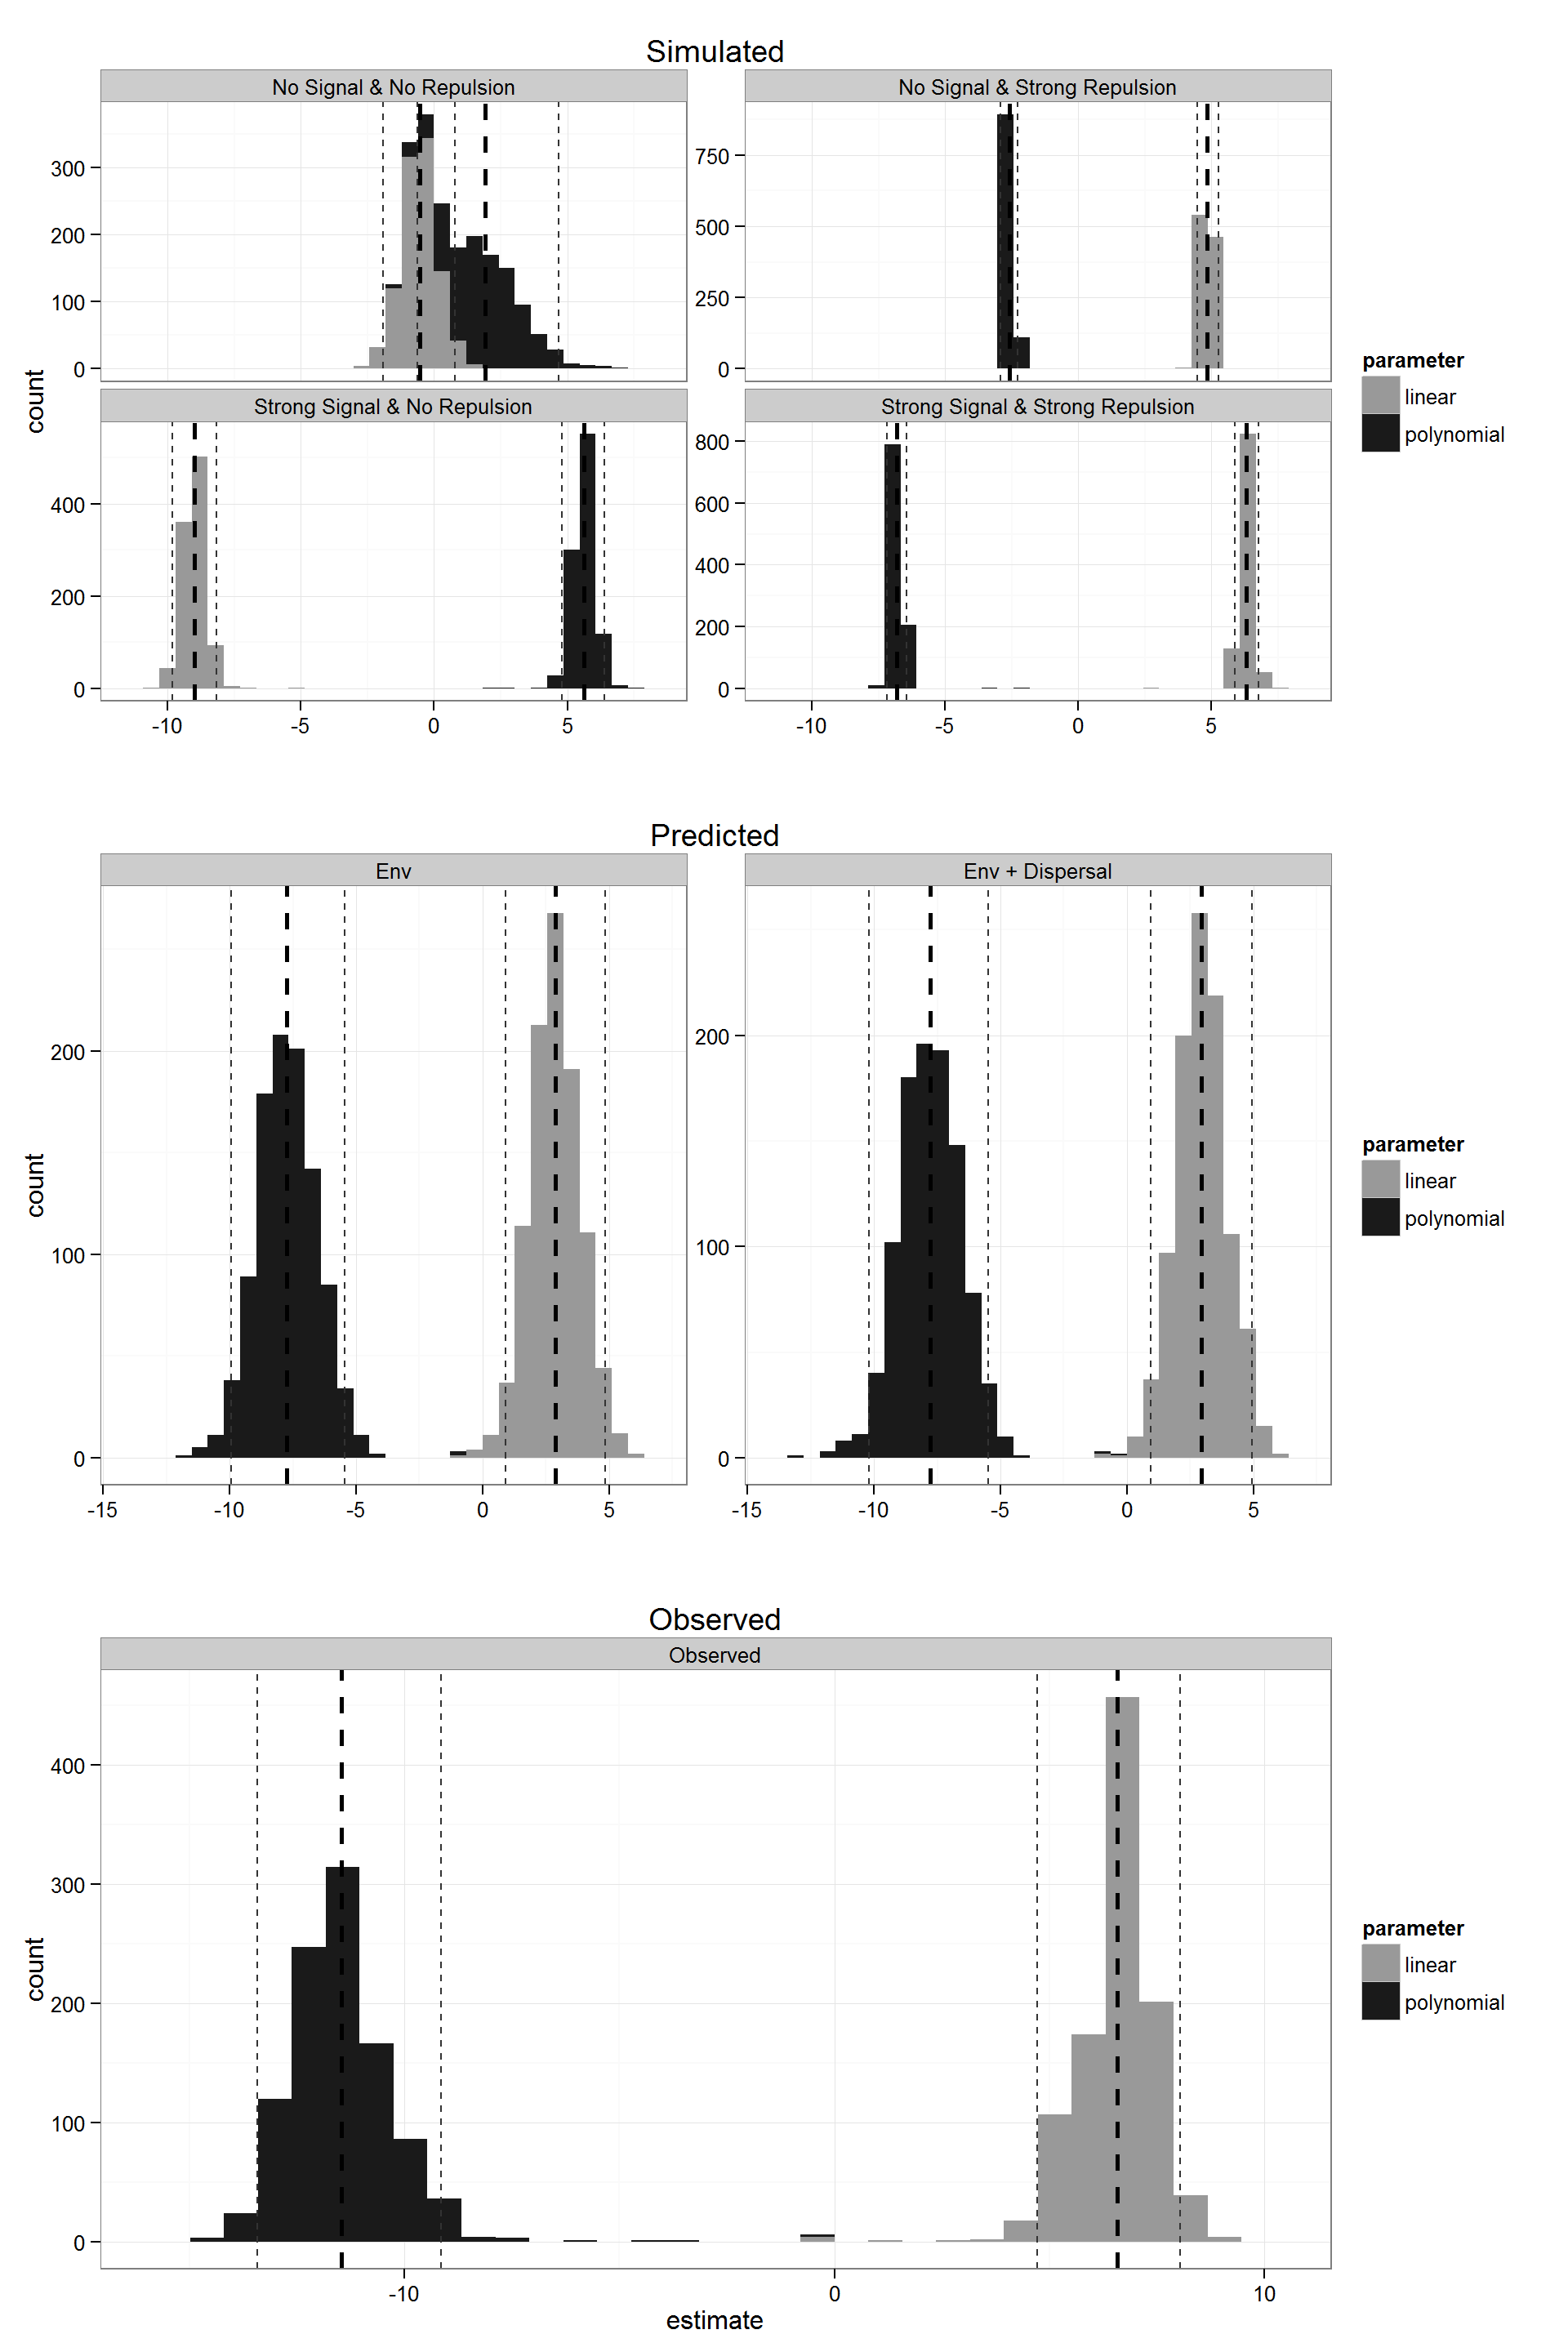 Simulated
No Signal & No Repulsion
No Signal & Strong Repulsion
300
200
100
0
750
500
250
0
count
Strong Signal & No Repulsion
Strong Signal & Strong Repulsion
400
200
0
800
600
400
200
0
-10 -5 0 5
-10 -5 0 5
parameter
linear
polynomial
Predicted
Env
Env + Dispersal
200
100
0
200
100
0
count
-15 -10 -5 0 5
-15 -10 -5 0 5
parameter
linear
polynomial
Observed
Observed
400
300
200
100
0
count
-10 0 10
estimate
parameter
linear
polynomial